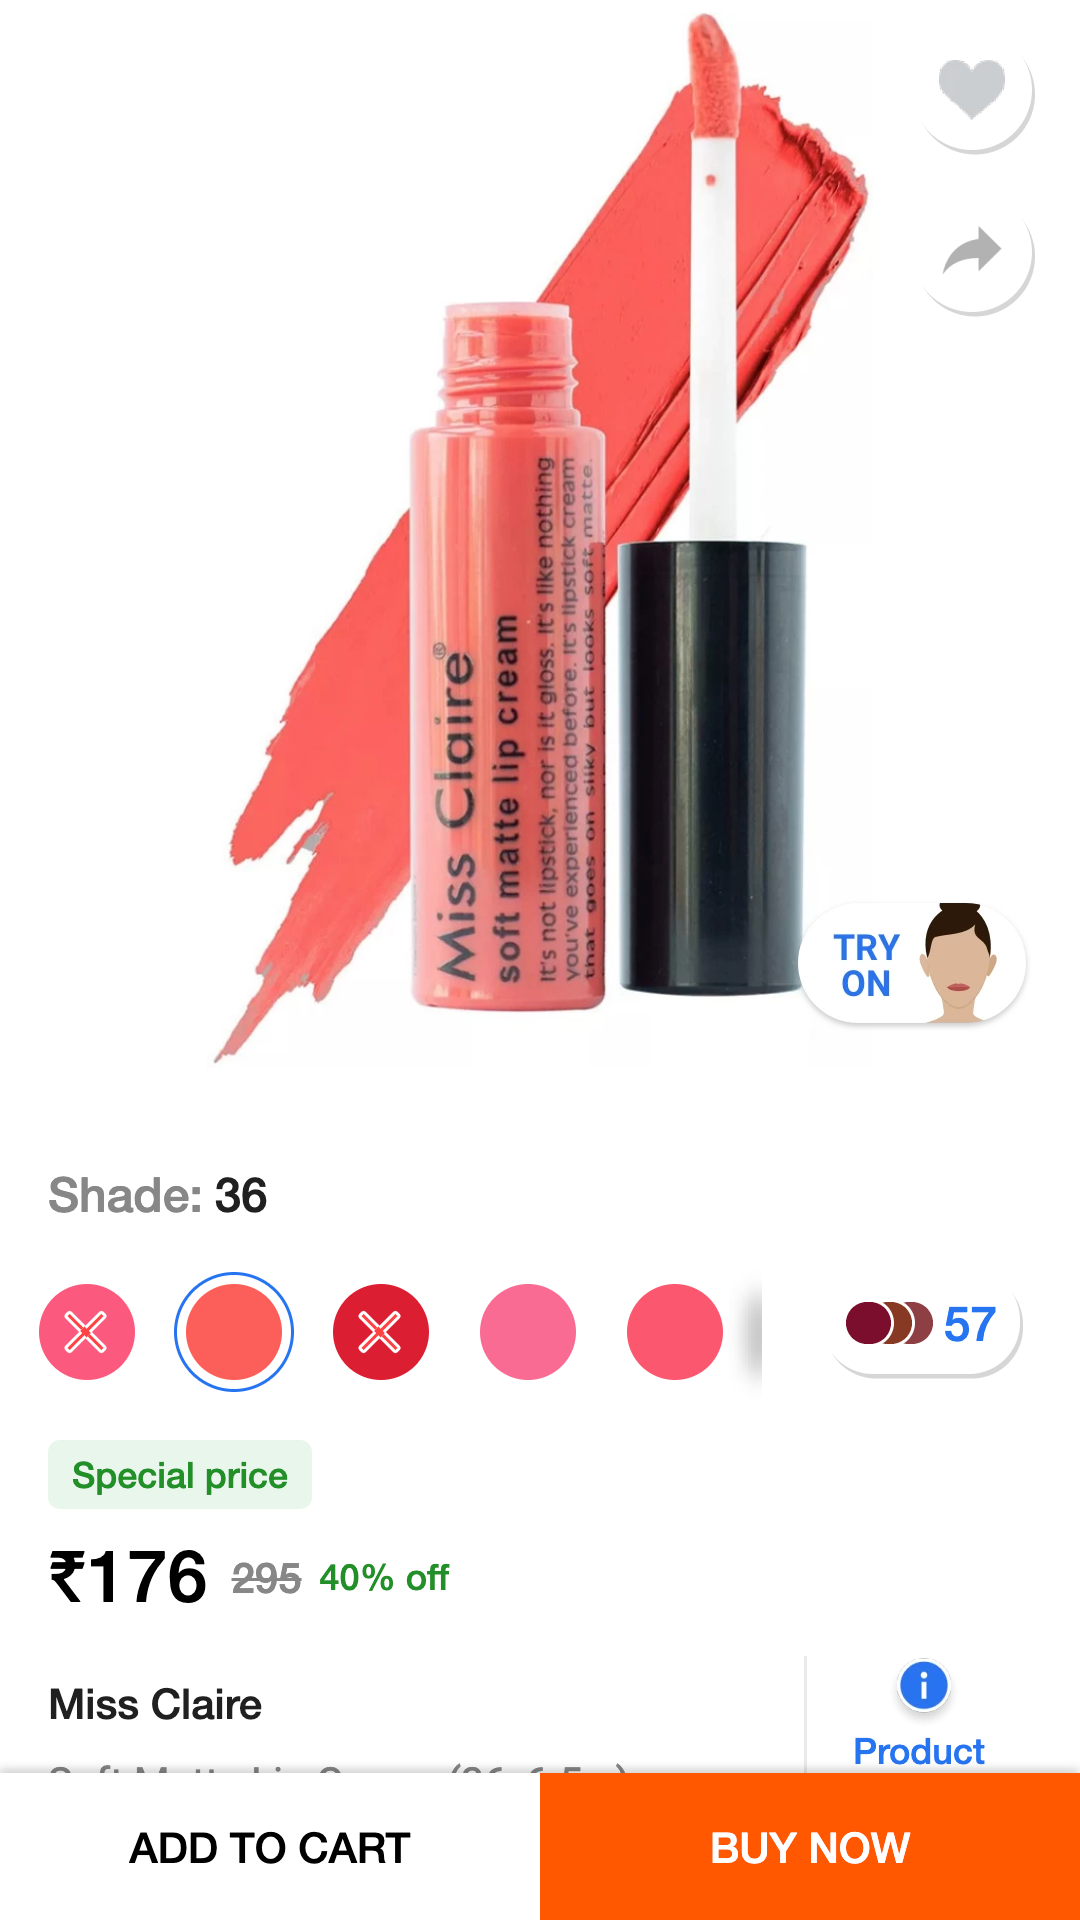 Miss Claire®
soft matte lip cream
It's not lipstick, nor is it gloss. It's like nothing
you've experienced before. It's lipstick cream
that goes on silky but looks soft matte.
TRY
ON
Shade: 36
57
Special price
₹176 295 40% off
Miss Claire
Product
ADD TO CART
BUY NOW